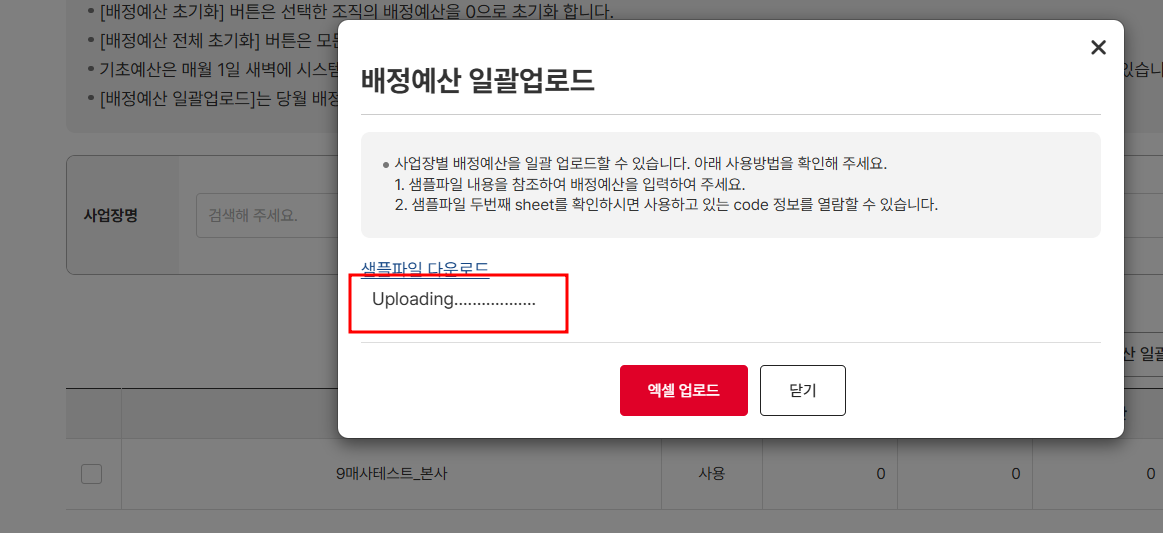 [배정예산 초기화] 버튼은 선택한 조직의 배정예산을 0으로 초기화 합니다.
[배정예산 전체 초기화] 버튼은 모든
기초예산은 매월 1일 새벽에 시스템
있습니
[배정예산 일괄업로드]는 당월 배정
배정예산 일괄업로드
사업장별 배정예산을 일괄 업로드할 수 있습니다. 아래 사용방법을 확인해 주세요.
1. 샘플파일 내용을 참조하여 배정예산을 입력하여 주세요.
2. 샘플파일 두번째 sheet를 확인하시면 사용하고 있는 code 정보를 열람할 수 있습니다.
사업장명
검색해 주세요.
샘플파일 다운로드
Uploading..................
산 일괄
엑셀 업로드
닫기
9매사테스트_본사 사용 0 0 0